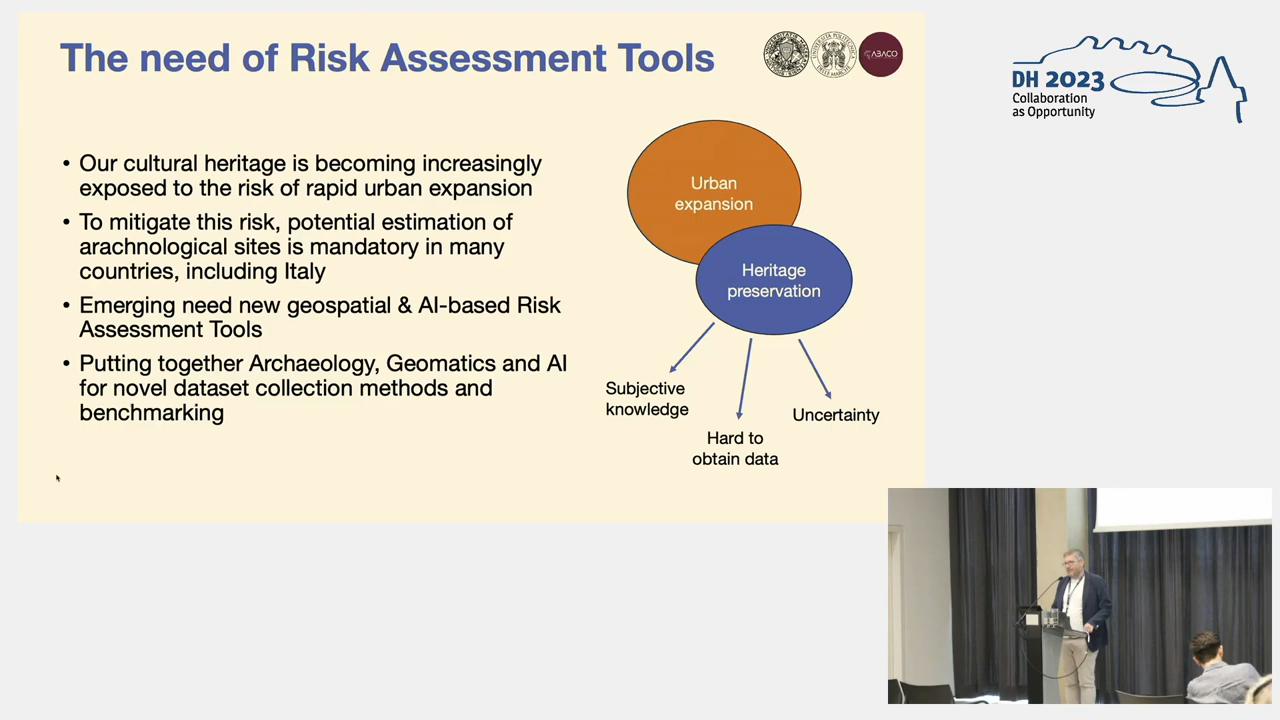 The need of Risk Assessment Tools
ABACO
• Our cultural heritage is becoming increasingly
exposed to the risk of rapid urban expansion
• To mitigate this risk, potential estimation of
arachnological sites is mandatory in many
countries, including Italy
• Emerging need new geospatial & AI-based Risk
Assessment Tools
• Putting together Archaeology, Geomatics and AI
for novel dataset collection methods and
benchmarking
Urban
expansion
Heritage
preservation
Subjective
knowledge
Hard to
obtain data
Uncertainty
DH 2023
Collaboration
as Opportunity